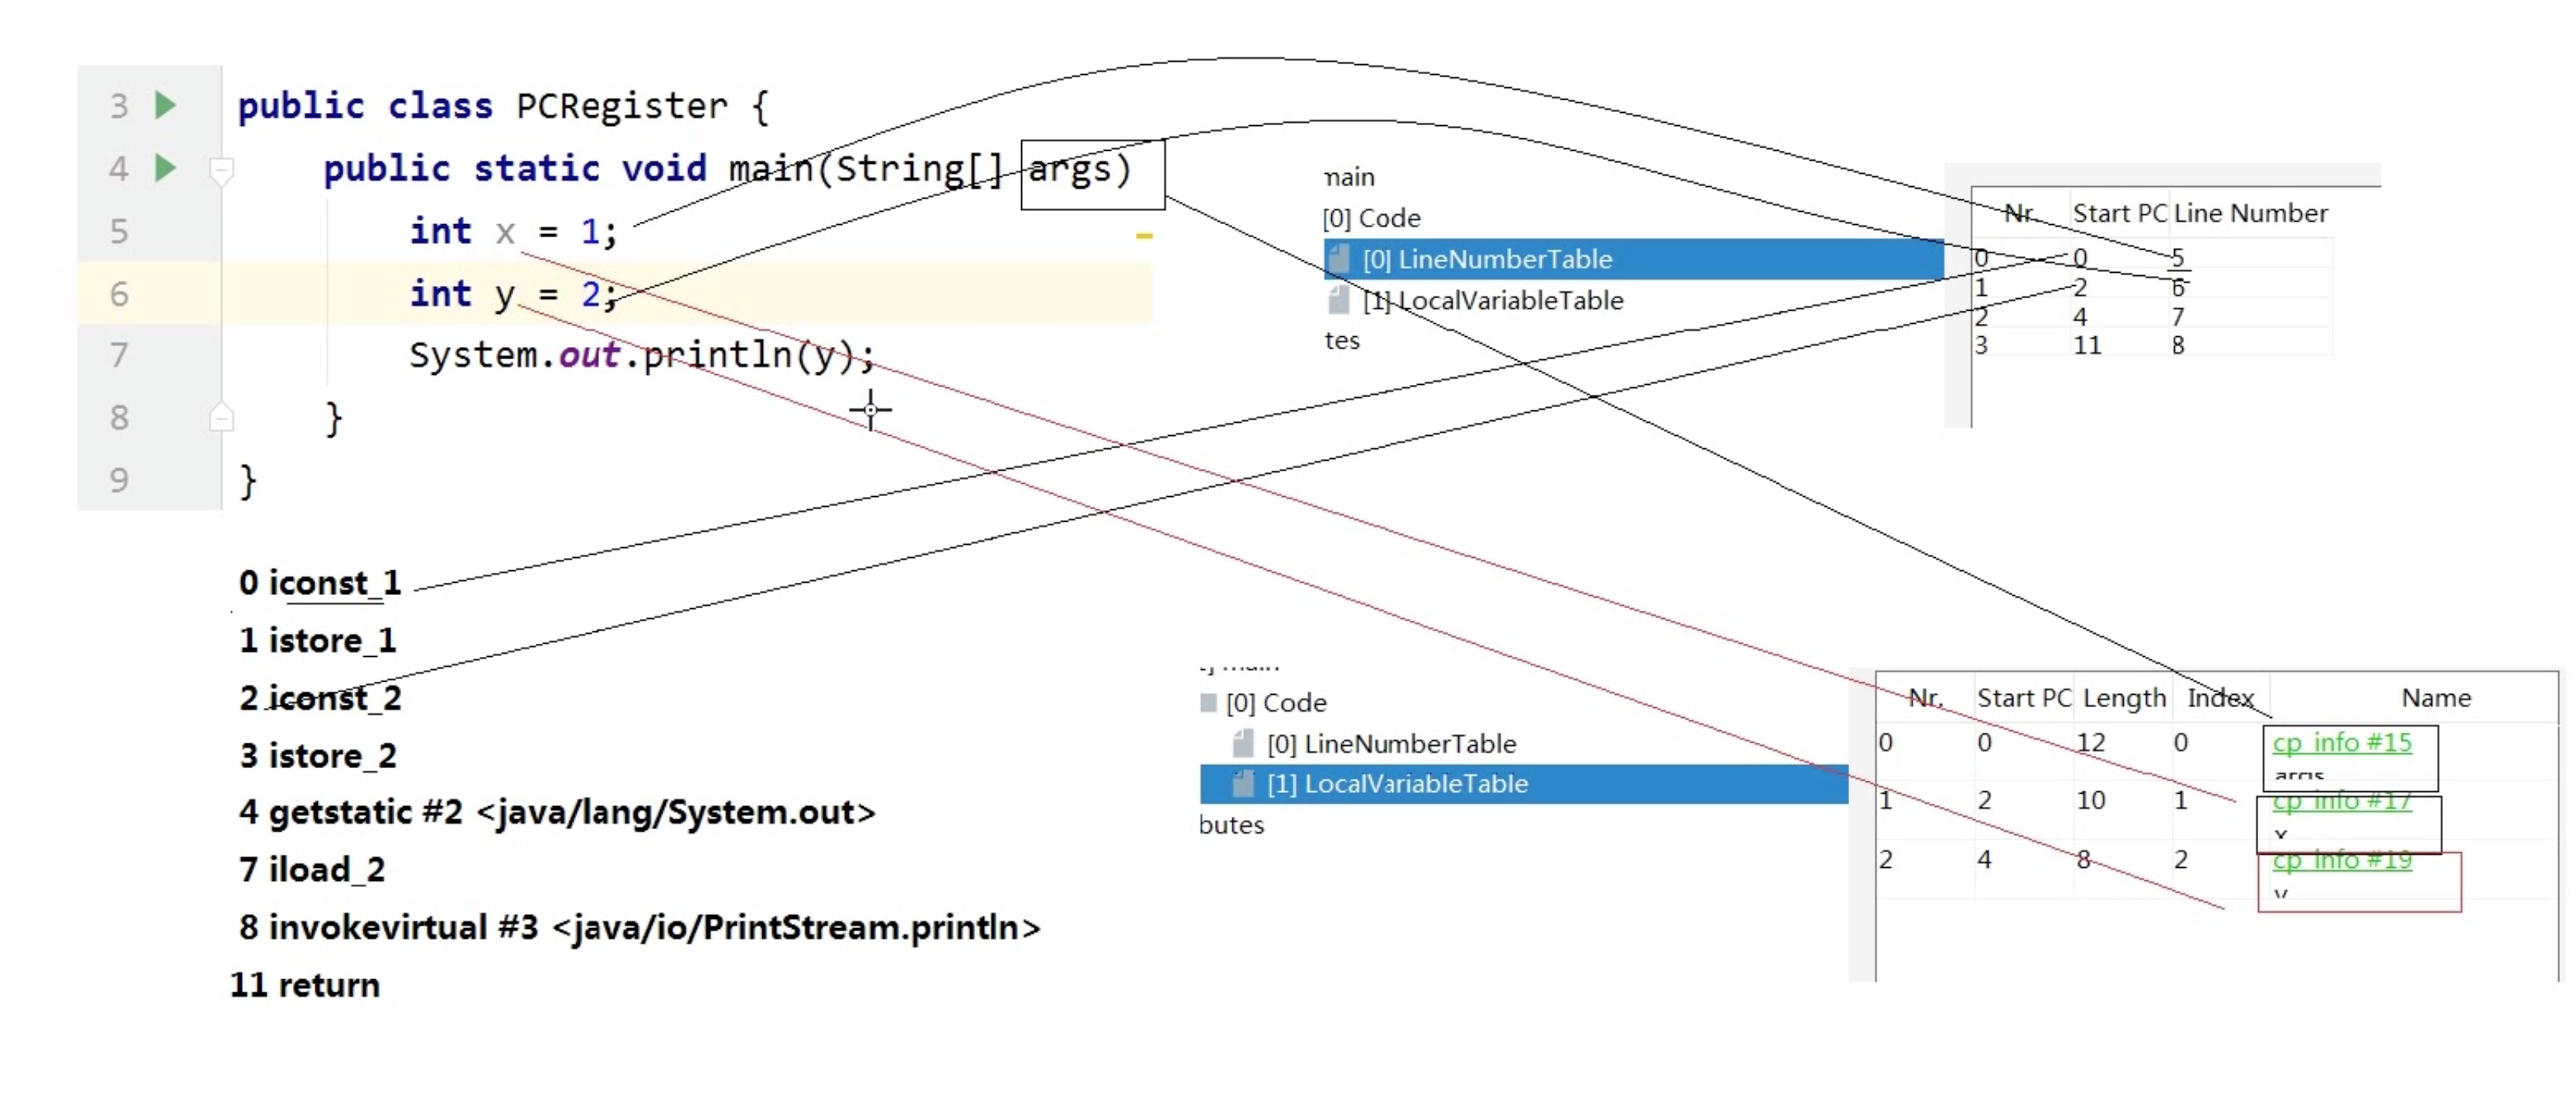 3 public class PCRegister {
4 public static void main(String[] args)
5 int x = 1;
6 int y = 2;
7 System.out.println(y);
8 }
9 }
0 iconst_1
1 istore_1
2 iconst_2
3 istore_2
4 getstatic #2 <java/lang/System.out>
7 iload_2
8 invokevirtual #3 <java/io/PrintStream.println>
11 return
main
[0] Code
[0] LineNumberTable
[1] LocalVariableTable
tes
Nr. Start PC Line Number
0 0 5
1 2 6
2 4 7
3 11 8
[0] Code
[0] LineNumberTable
[1] LocalVariableTable
butes
Nr. Start PC Length Index Name
0 0 12 0 cp_info #15
args
1 2 10 1 cp_info #17
x
2 4 8 2 cp_info #19
y